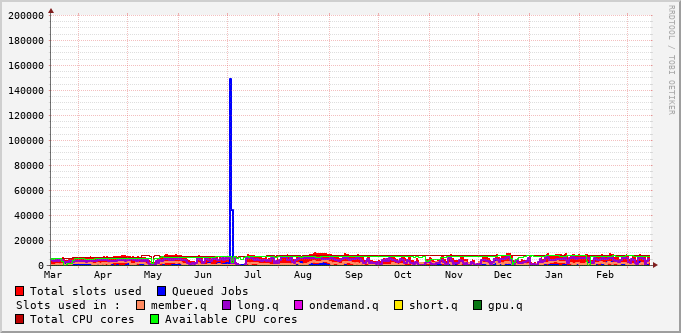 200000
180000
160000
140000
120000
100000
80000
60000
40000
20000
0
Mar Apr May Jun Jul Aug Sep Oct Nov Dec Jan Feb
Total slots used Queued Jobs
Slots used in : member.q long.q ondemand.q short.q gpu.q
Total CPU cores Available CPU cores
RRDTOOL / TOBI OETIKER